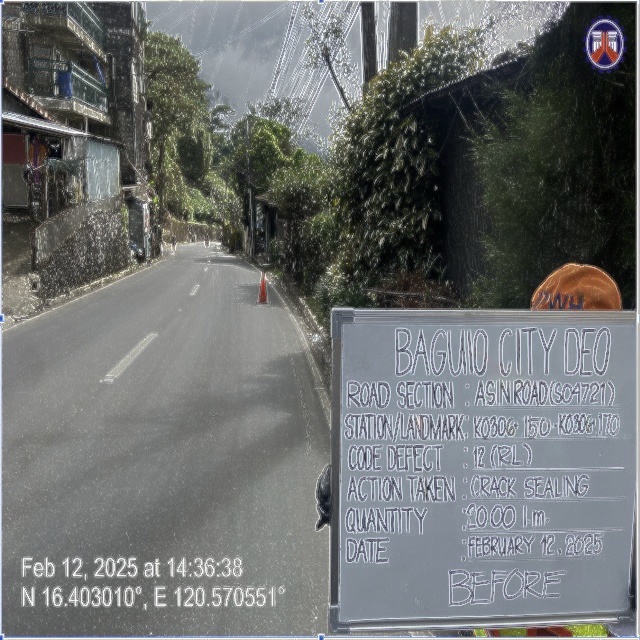 BAGUIO CITY DEO
ROAD SECTION : ASIN ROAD (S04721)
STATION/LANDMARK: K0306+150-K0308+170
CODE DEFECT : 12 (R/L)
ACTION TAKEN : CRACK SEALING
QUANTITY : 20.00 l.m.
DATE : FEBRUARY 12, 2025
BEFORE
Feb 12, 2025 at 14:36:38
N 16.403010°, E 120.570551°